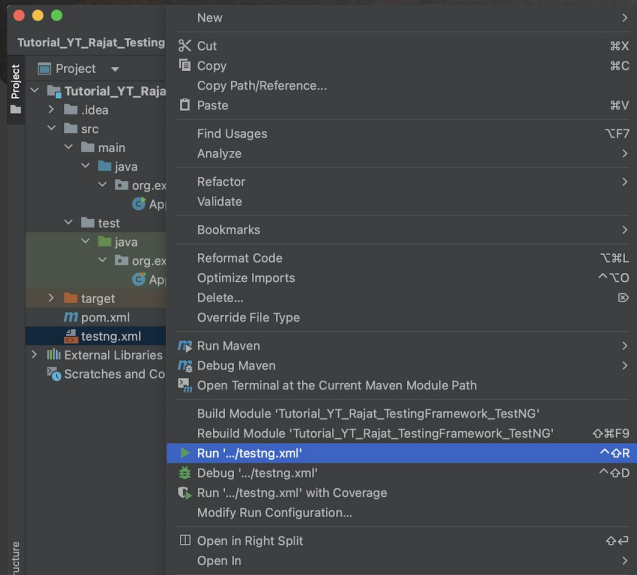 Tutorial_YT_Rajat_Testing
Project
Project
Tutorial_YT_Raja
.idea
src
main
java
org.ex
App
test
java
org.ex
App
target
pom.xml
testng.xml
External Libraries
Scratches and Co
ructure
New
Cut ⌘X
Copy ⌘C
Copy Path/Reference...
Paste ⌘V
Find Usages ⌥F7
Analyze
Refactor
Validate
Bookmarks
Reformat Code ⌥⌘L
Optimize Imports ^⌥O
Delete... ⌦
Override File Type
Run Maven
Debug Maven
Open Terminal at the Current Maven Module Path
Build Module 'Tutorial_YT_Rajat_TestingFramework_TestNG'
Rebuild Module 'Tutorial_YT_Rajat_TestingFramework_TestNG' ⇧⌘F9
Run '.../testng.xml' ^⇧R
Debug '.../testng.xml' ^⇧D
Run '.../testng.xml' with Coverage
Modify Run Configuration...
Open in Right Split ⇧⏎
Open In